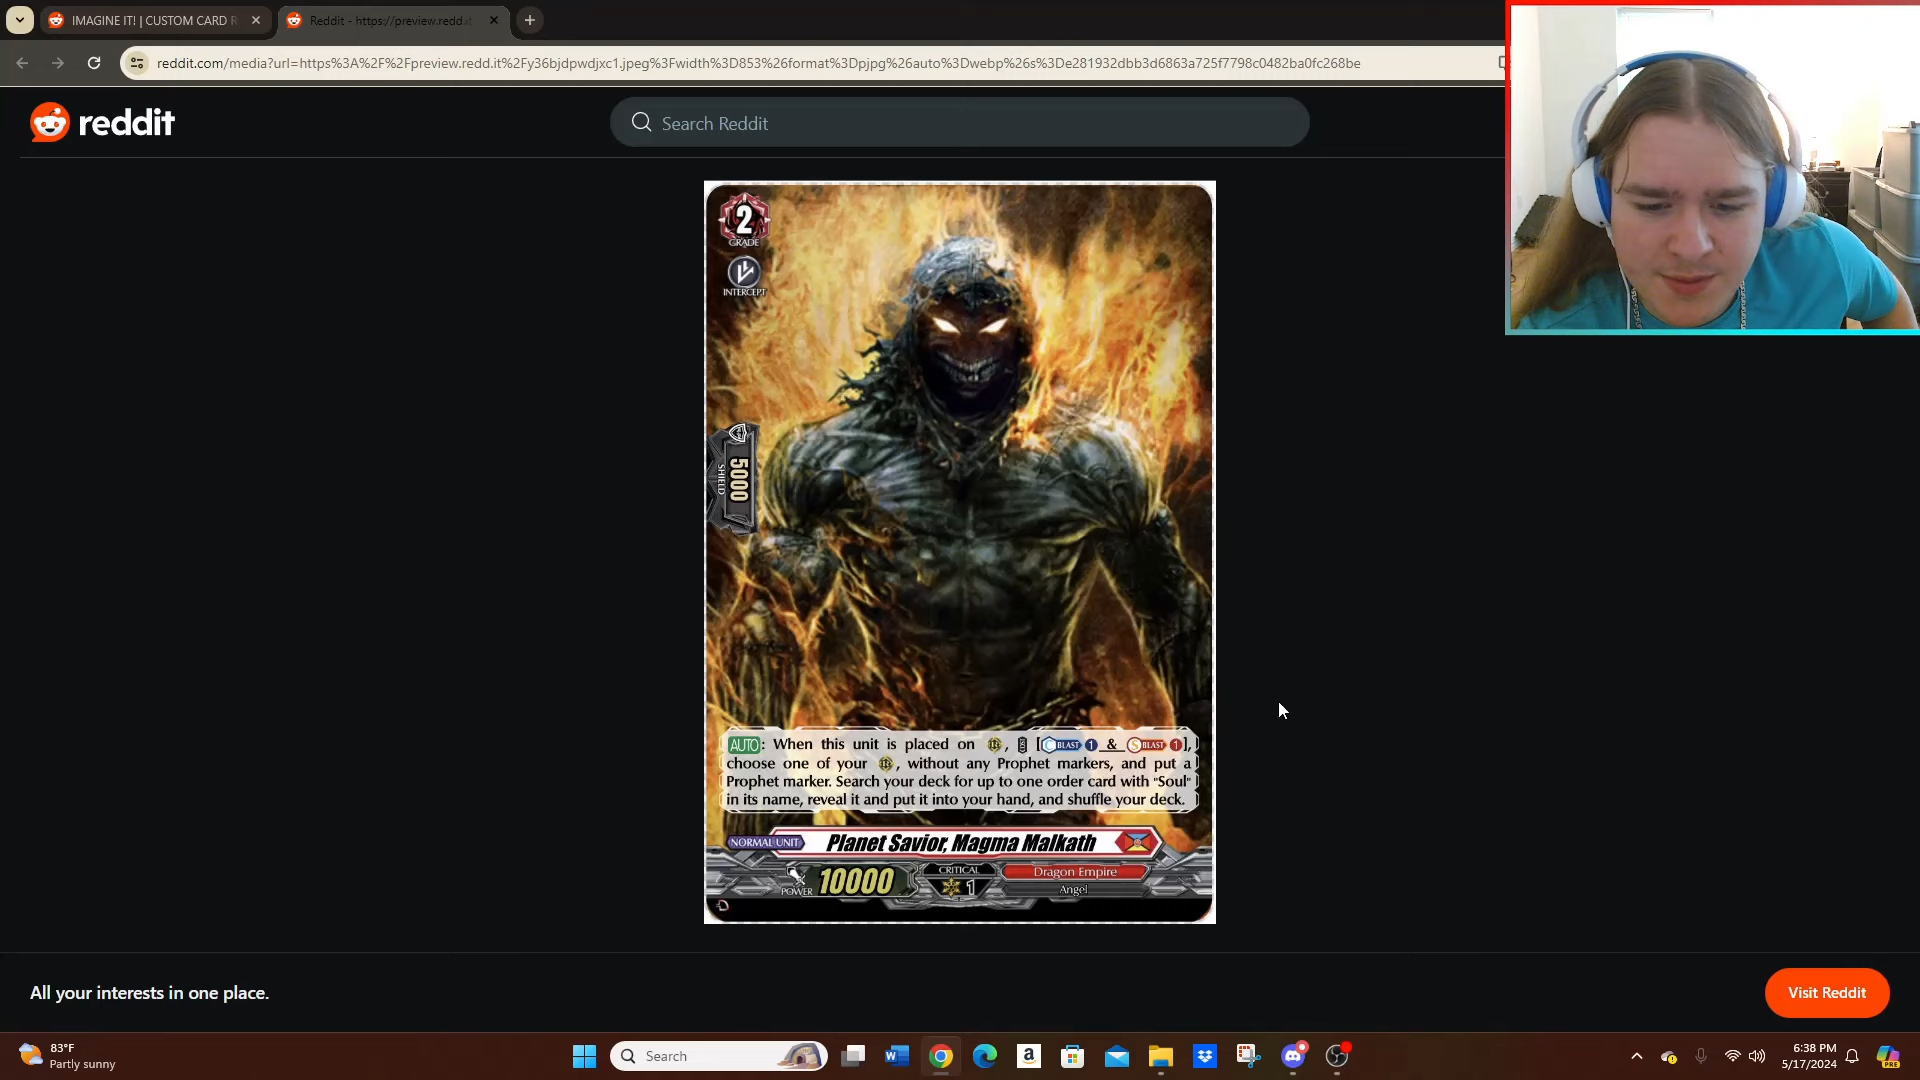 IMAGINE IT! | CUSTOM CARD R
Reddit - https://preview.redd.it
reddit.com/media?url=https%3A%2F%2Fpreview.redd.it%2Fy36bjdpwdjxc1.jpeg%3Fwidth%3D853%26format%3Dpjpg%26auto%3Dwebp%26s%3De281932dbb3d6863a725f7798c0482ba0fc268be
reddit
Search Reddit
2
GRADE
INTERCEPT
5000
SHIELD
AUTO: When this unit is placed on RC, [C BLAST 1 & S BLAST 1],
choose one of your RC, without any Prophet markers, and put a
Prophet marker. Search your deck for up to one order card with "Soul"
in its name, reveal it and put it into your hand, and shuffle your deck.
NORMAL UNIT Planet Savior, Magma Malkath
POWER 10000 CRITICAL 1 Dragon Empire
Angel
D
All your interests in one place.
Visit Reddit
83°F
Partly sunny
Search
6:38 PM
5/17/2024
PRE